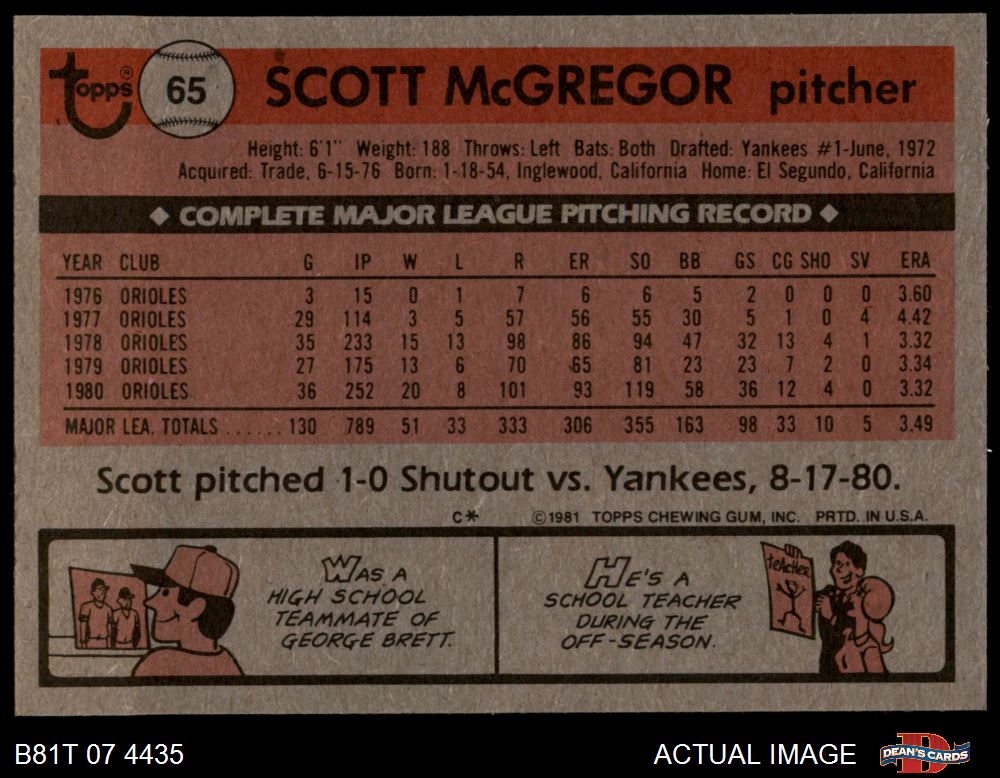 topps® 65 SCOTT McGREGOR pitcher
Height: 6'1" Weight: 188 Throws: Left Bats: Both Drafted: Yankees #1-June, 1972
Acquired: Trade, 6-15-76 Born: 1-18-54, Inglewood, California Home: El Segundo, California
◆ COMPLETE MAJOR LEAGUE PITCHING RECORD ◆
YEAR CLUB G IP W L R ER SO BB GS CG SHO SV ERA
1976 ORIOLES 3 15 0 1 7 6 6 5 2 0 0 0 3.60
1977 ORIOLES 29 114 3 5 57 56 55 30 5 1 0 4 4.42
1978 ORIOLES 35 233 15 13 98 86 94 47 32 13 4 1 3.32
1979 ORIOLES 27 175 13 6 70 65 81 23 23 7 2 0 3.34
1980 ORIOLES 36 252 20 8 101 93 119 58 36 12 4 0 3.32
MAJOR LEA. TOTALS ...... 130 789 51 33 333 306 355 163 98 33 10 5 3.49
Scott pitched 1-0 Shutout vs. Yankees, 8-17-80.
C* ©1981 TOPPS CHEWING GUM, INC. PRTD. IN U.S.A.
WAS A
HIGH SCHOOL
TEAMMATE OF
GEORGE BRETT.
HE'S A
SCHOOL TEACHER
DURING THE
OFF-SEASON.
teacher
B81T 07 4435 ACTUAL IMAGE DEAN'S CARDS